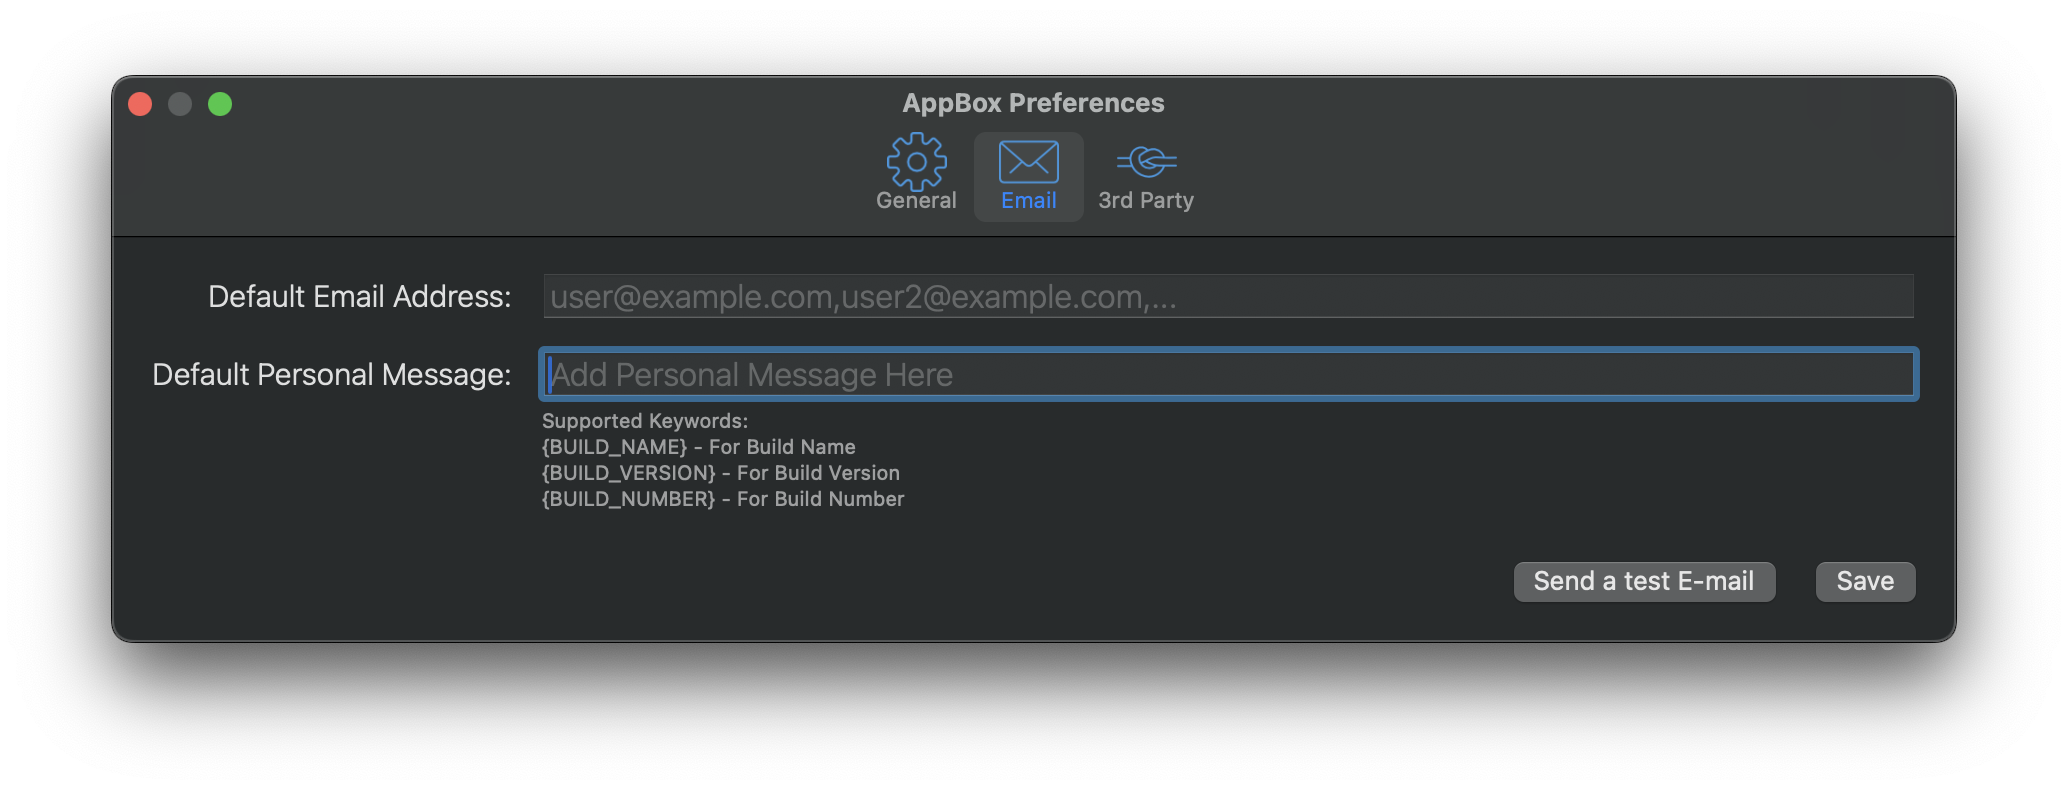 AppBox Preferences
General Email 3rd Party
Default Email Address: user@example.com,user2@example.com,...
Default Personal Message: Add Personal Message Here
Supported Keywords:
{BUILD_NAME} - For Build Name
{BUILD_VERSION} - For Build Version
{BUILD_NUMBER} - For Build Number
Send a test E-mail Save